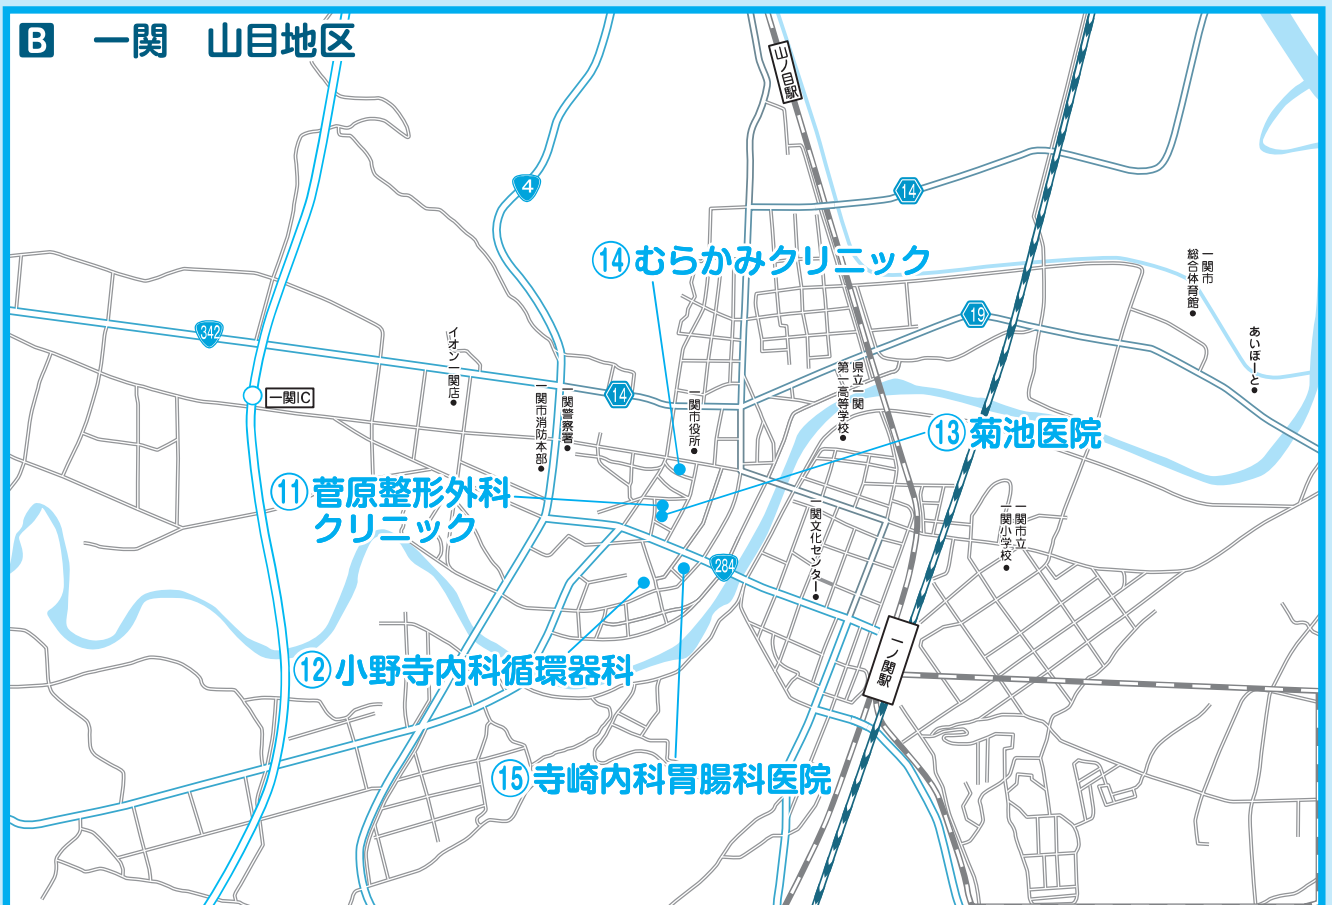 B 一関 山目地区
山ノ目駅
4
14
⑭むらかみクリニック
一関市
総合体育館
19
342
イオン一関店
あいぽーと
一関IC
14
一関市消防本部
一関警察署
一関市役所
県立一関
第一高等学校
⑬菊池医院
⑪菅原整形外科
クリニック
一関文化センター
一関市立
一関小学校
284
⑫小野寺内科循環器科
一ノ関駅
⑮寺崎内科胃腸科医院